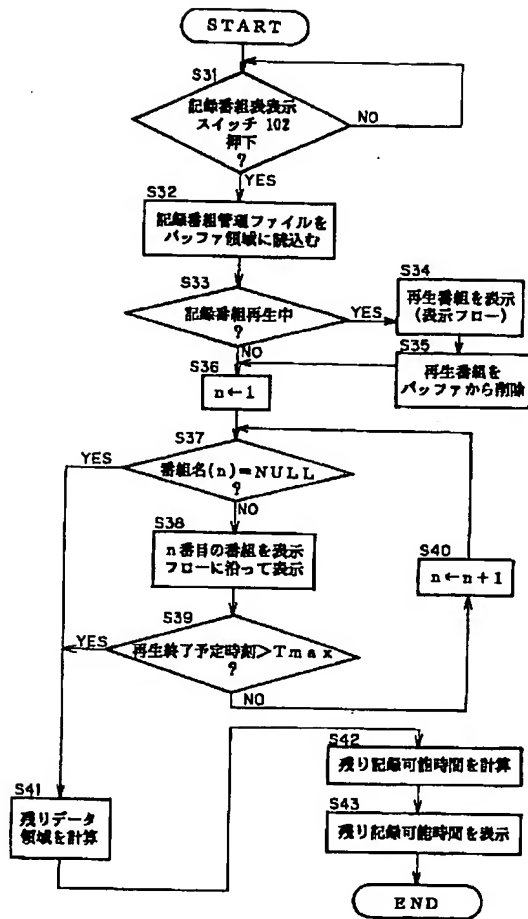 START
S31
記録番組表表示
スイッチ 102
押下
?
NO
YES
S32
記録番組管理ファイルを
バッファ領域に読込む
S33
記録番組再生中
?
YES
NO
S34
再生番組を表示
(表示フロー)
S35
再生番組を
バッファから削除
S36
n←1
S37
番組名(n)=NULL
?
YES
NO
S38
n番目の番組を表示
フローに沿って表示
S39
再生終了予定時刻>Tmax
?
YES
NO
S40
n←n+1
S41
残りデータ
領域を計算
S42
残り記録可能時間を計算
S43
残り記録可能時間を表示
END